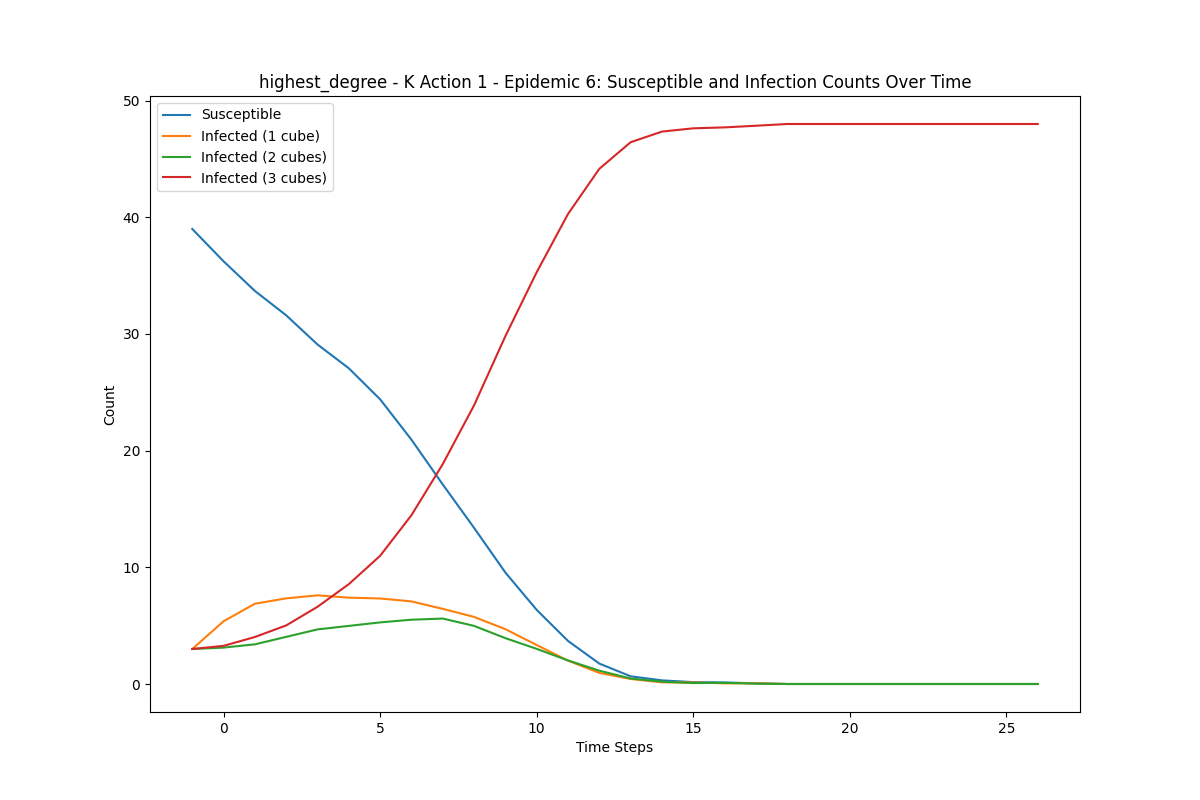 highest_degree - K Action 1 - Epidemic 6: Susceptible and Infection Counts Over Time
Susceptible
Infected (1 cube)
Infected (2 cubes)
Infected (3 cubes)
50
40
30
20
10
0
Count
0 5 10 15 20 25
Time Steps